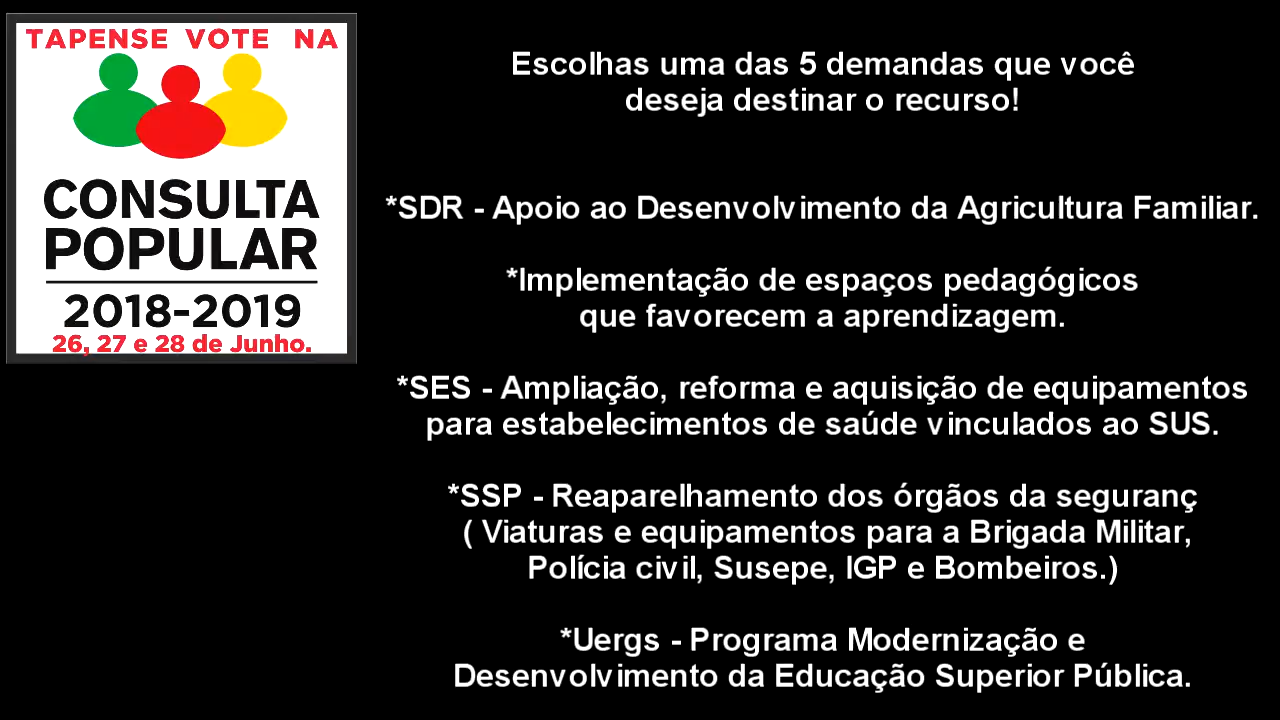 TAPENSE VOTE NA
CONSULTA
POPULAR
2018-2019
26, 27 e 28 de Junho.
Escolhas uma das 5 demandas que você
deseja destinar o recurso!
*SDR - Apoio ao Desenvolvimento da Agricultura Familiar.
*Implementação de espaços pedagógicos
que favorecem a aprendizagem.
*SES - Ampliação, reforma e aquisição de equipamentos
para estabelecimentos de saúde vinculados ao SUS.
*SSP - Reaparelhamento dos órgãos da seguranç
( Viaturas e equipamentos para a Brigada Militar,
Polícia civil, Susepe, IGP e Bombeiros.)
*Uergs - Programa Modernização e
Desenvolvimento da Educação Superior Pública.